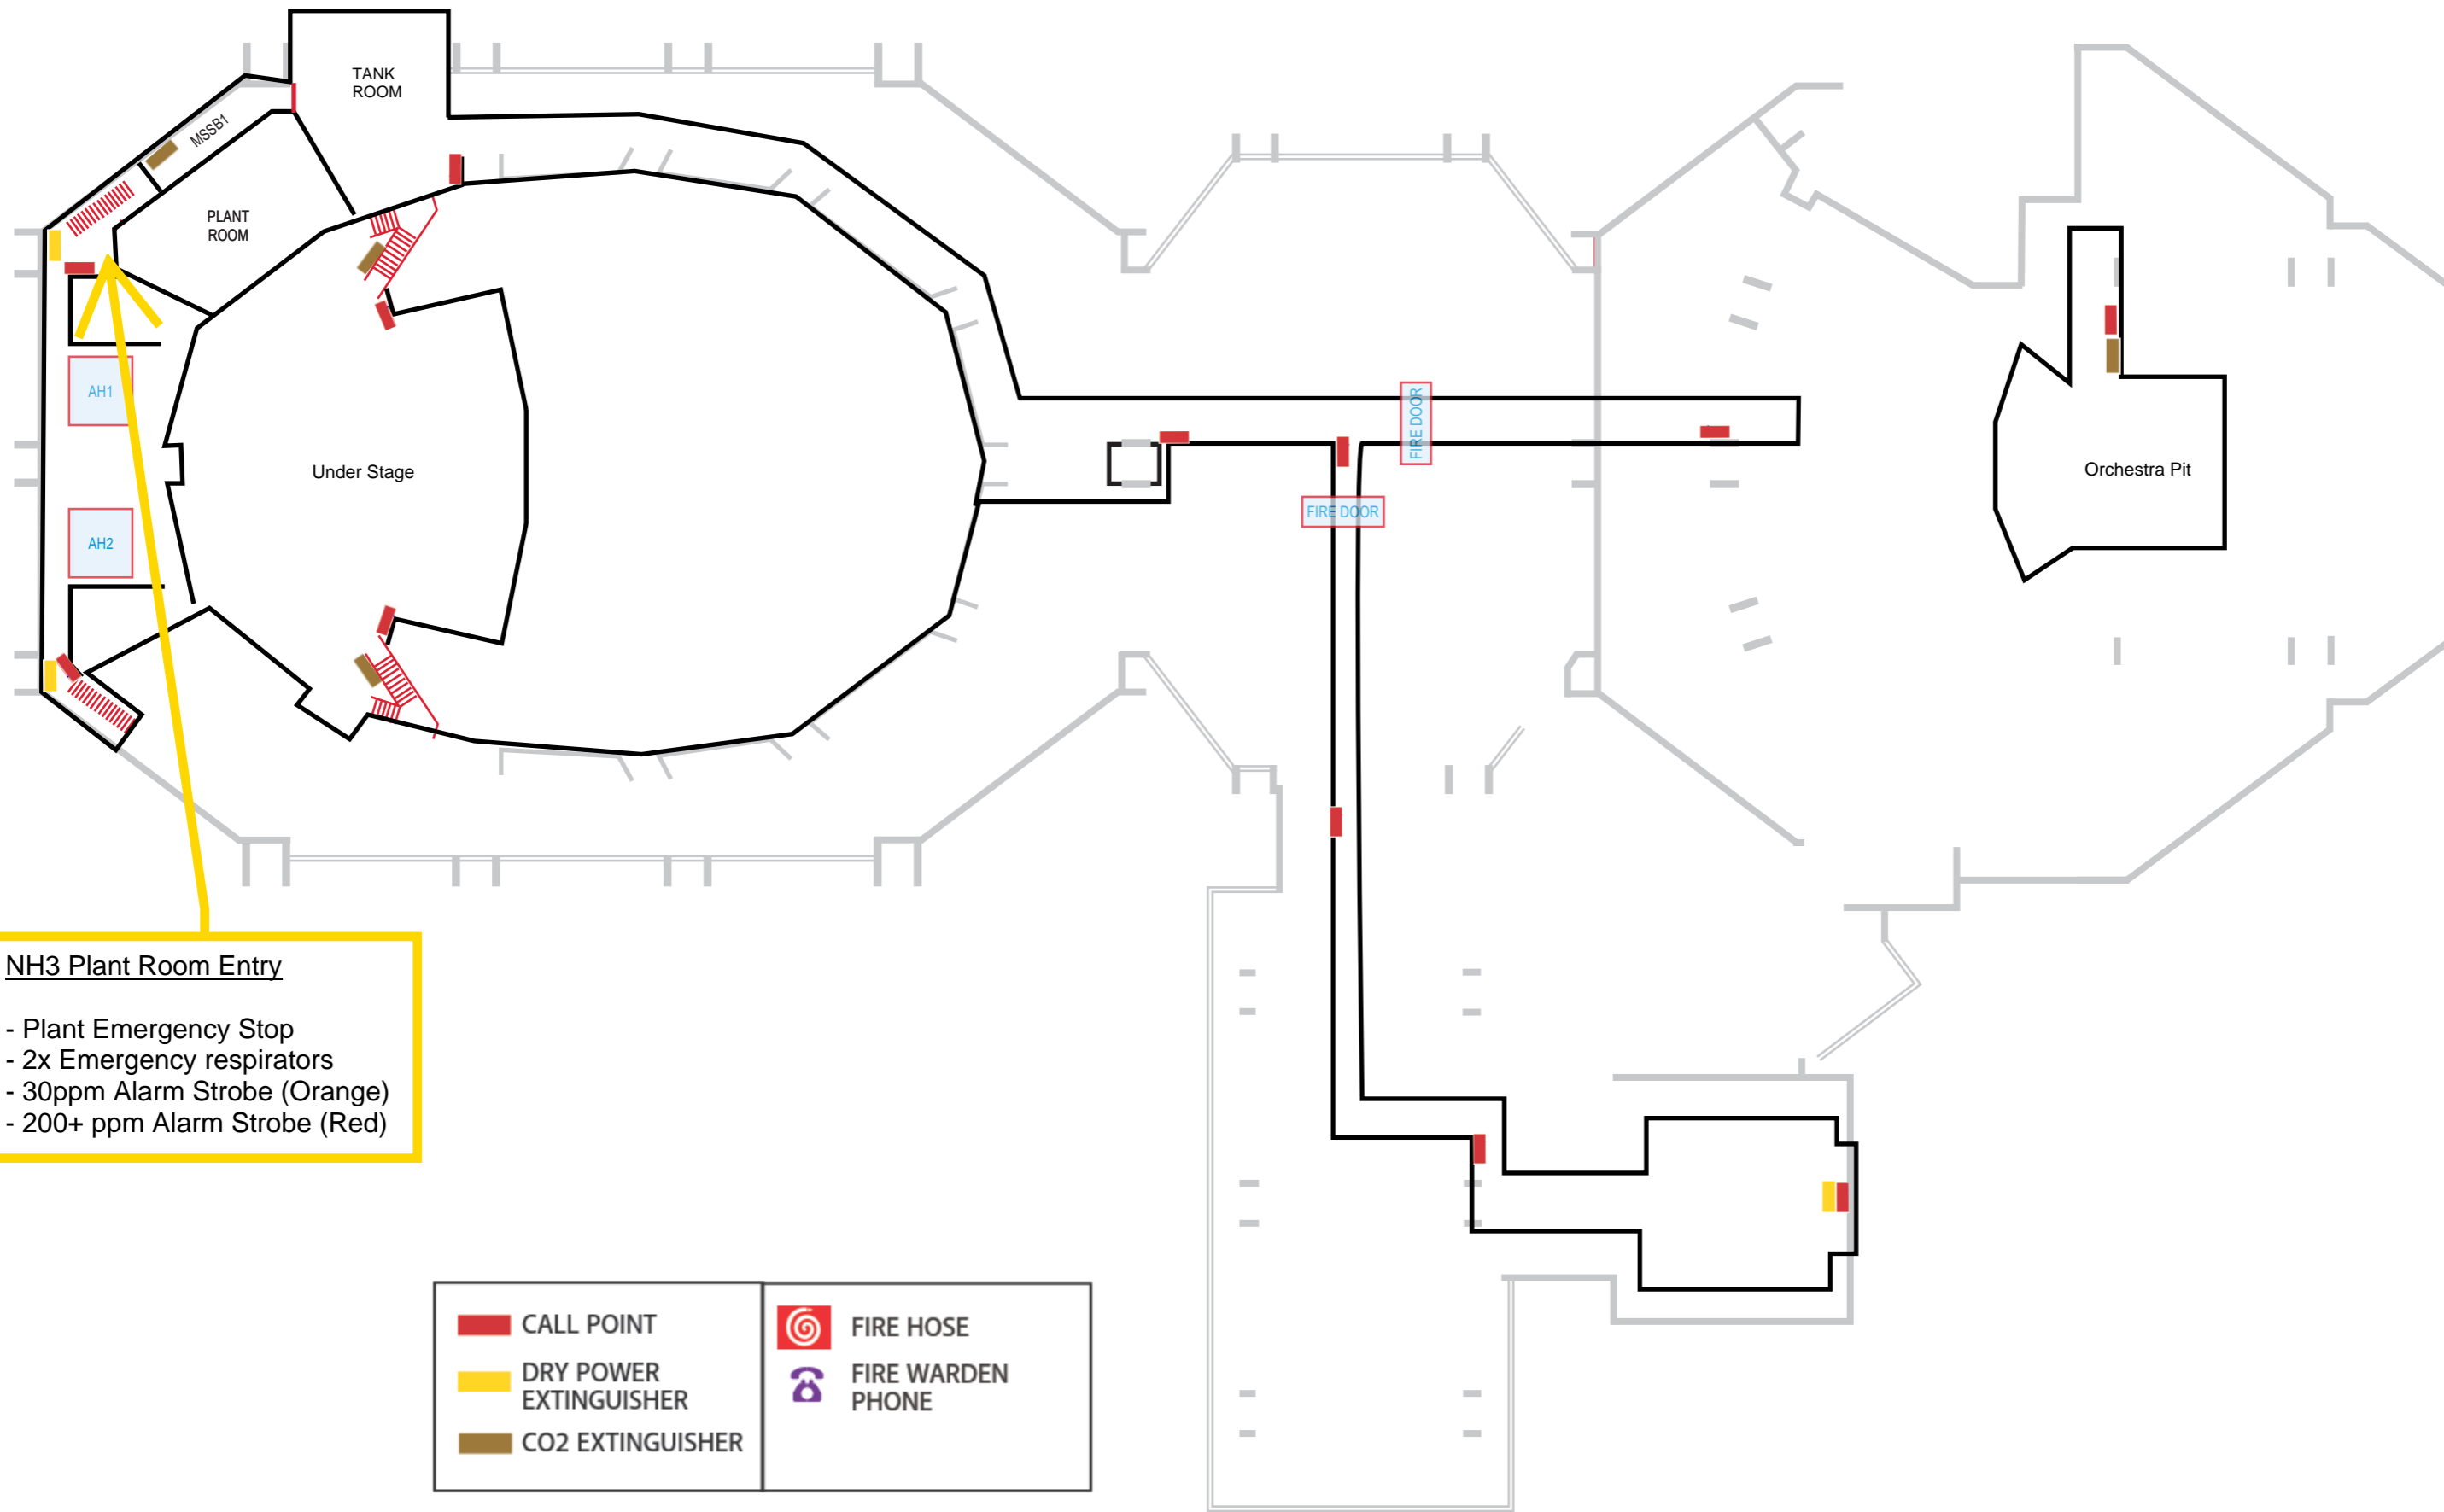 TANK
ROOM
MSSB1
PLANT
ROOM
AH1
Under Stage
AH2
FIRE DOOR
FIRE DOOR
Orchestra Pit
NH3 Plant Room Entry
- Plant Emergency Stop
- 2x Emergency respirators
- 30ppm Alarm Strobe (Orange)
- 200+ ppm Alarm Strobe (Red)
CALL POINT
DRY POWER
EXTINGUISHER
CO2 EXTINGUISHER
FIRE HOSE
FIRE WARDEN
PHONE